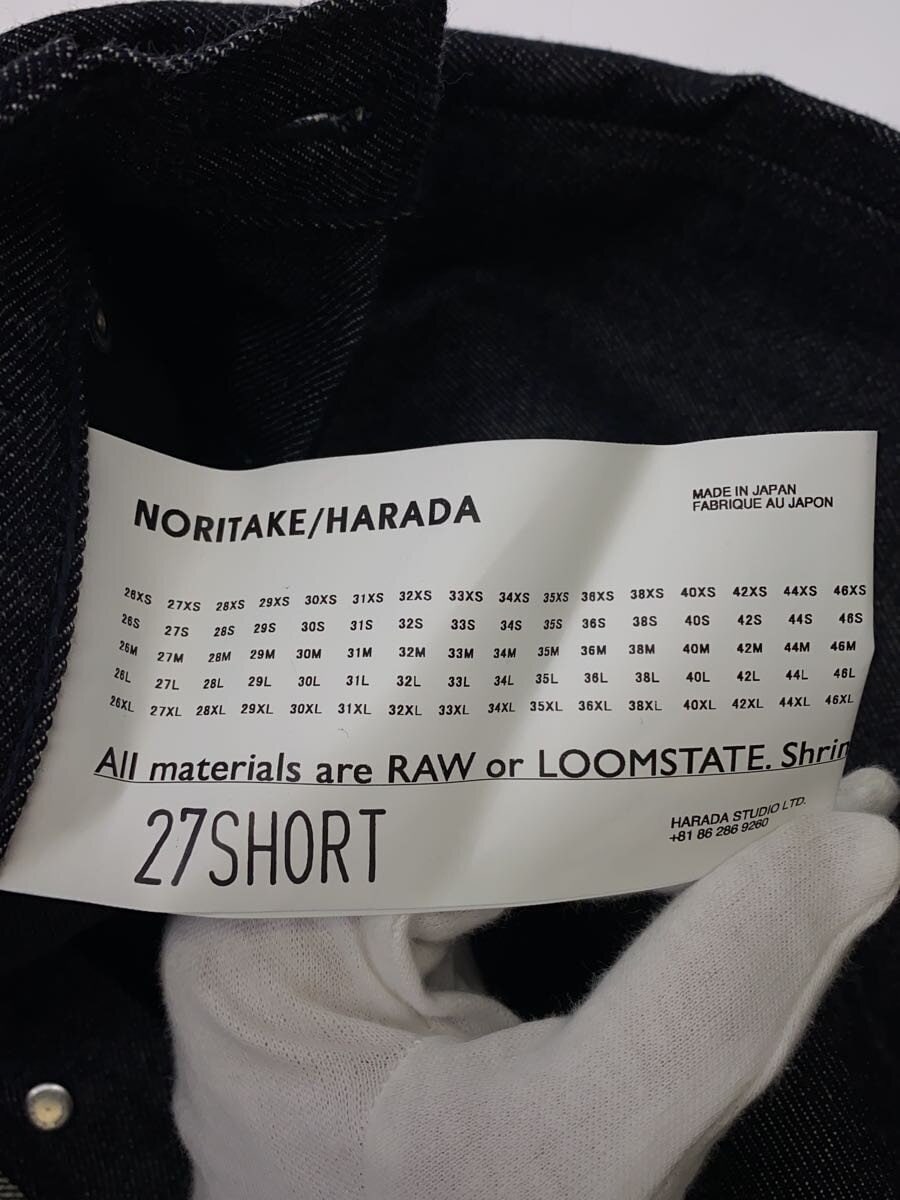 NORITAKE/HARADA
MADE IN JAPAN
FABRIQUE AU JAPON
26XS 27XS 28XS 29XS 30XS 31XS 32XS 33XS 34XS 35XS 36XS 38XS 40XS 42XS 44XS 46XS
26S 27S 28S 29S 30S 31S 32S 33S 34S 35S 36S 38S 40S 42S 44S 46S
26M 27M 28M 29M 30M 31M 32M 33M 34M 35M 36M 38M 40M 42M 44M 46M
26L 27L 28L 29L 30L 31L 32L 33L 34L 35L 36L 38L 40L 42L 44L 46L
26XL 27XL 28XL 29XL 30XL 31XL 32XL 33XL 34XL 35XL 36XL 38XL 40XL 42XL 44XL 46XL
All materials are RAW or LOOMSTATE. Shrin
27SHORT
HARADA STUDIO LTD.
+81 86 286 9260